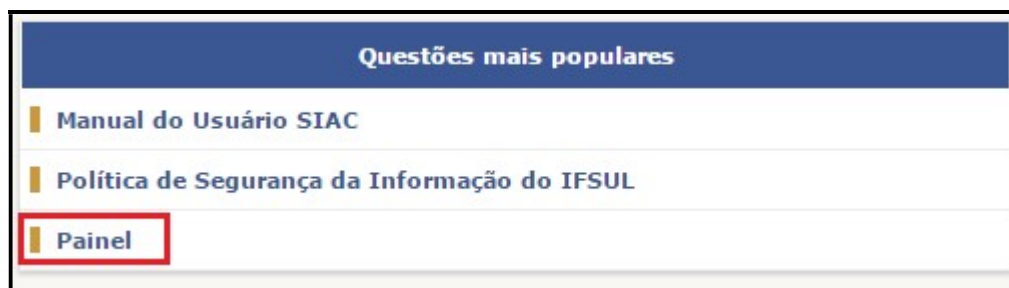 Questões mais populares
Manual do Usuário SIAC
Política de Segurança da Informação do IFSUL
Painel